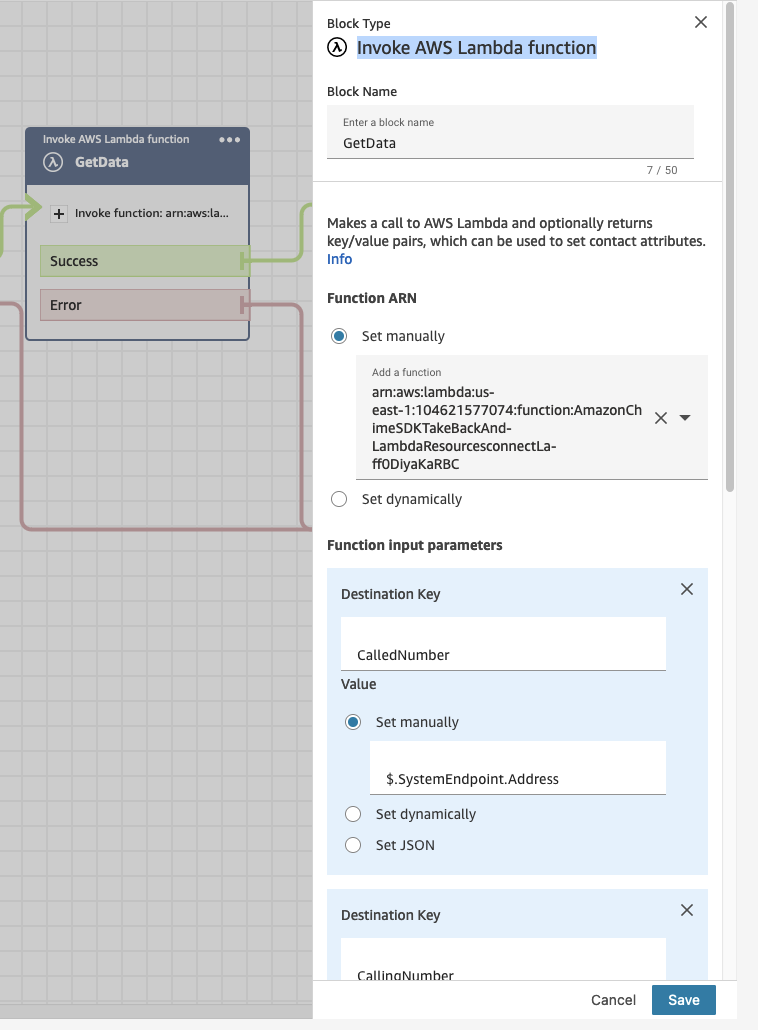 Block Type
Invoke AWS Lambda function
Block Name
Enter a block name
GetData
7 / 50
Invoke AWS Lambda function
GetData
Invoke function: arn:aws:la...
Success
Error
Makes a call to AWS Lambda and optionally returns
key/value pairs, which can be used to set contact attributes.
Info
Function ARN
Set manually
Add a function
arn:aws:lambda:us-
east-1:104621577074:function:AmazonCh
imeSDKTakeBackAnd-
LambdaResourcesconnectLa-
ff0DiyaKaRBC
Set dynamically
Function input parameters
Destination Key
CalledNumber
Value
Set manually
$.SystemEndpoint.Address
Set dynamically
Set JSON
Destination Key
CallingNumber
Cancel
Save